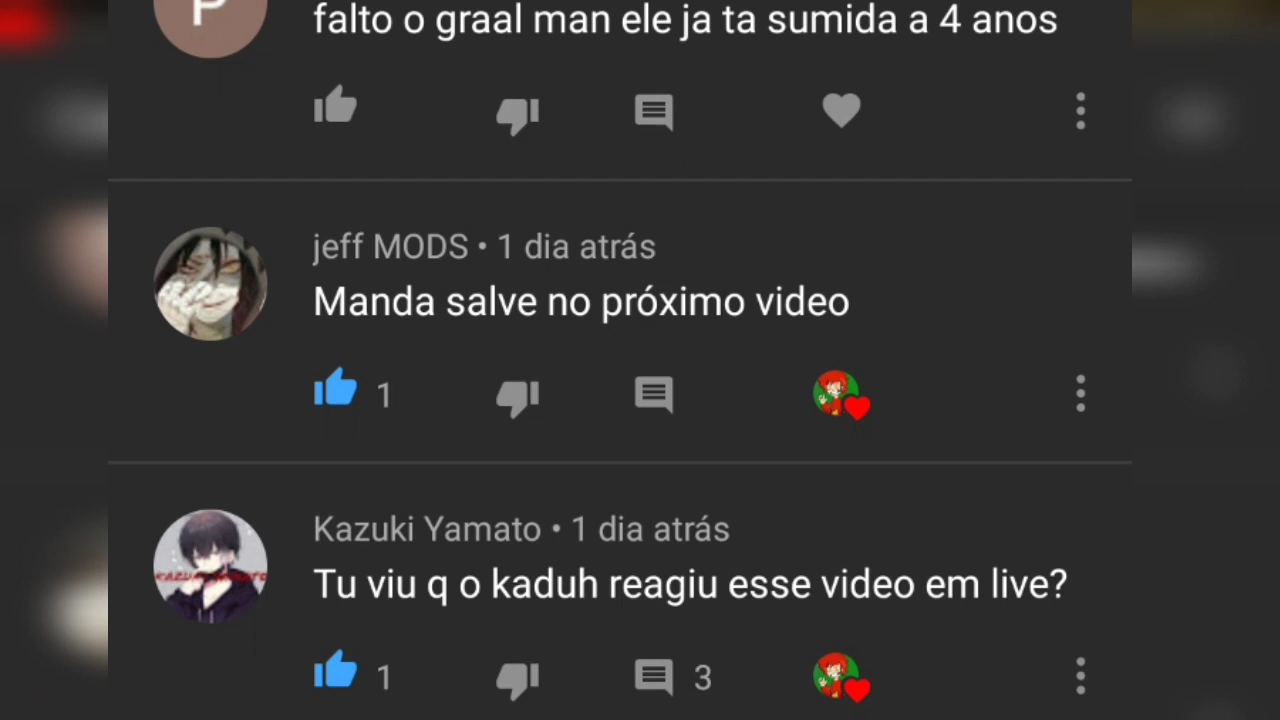 P
falto o graal man ele ja ta sumida a 4 anos
jeff MODS • 1 dia atrás
Manda salve no próximo video
1
Kazuki Yamato • 1 dia atrás
Tu viu q o kaduh reagiu esse video em live?
1 3